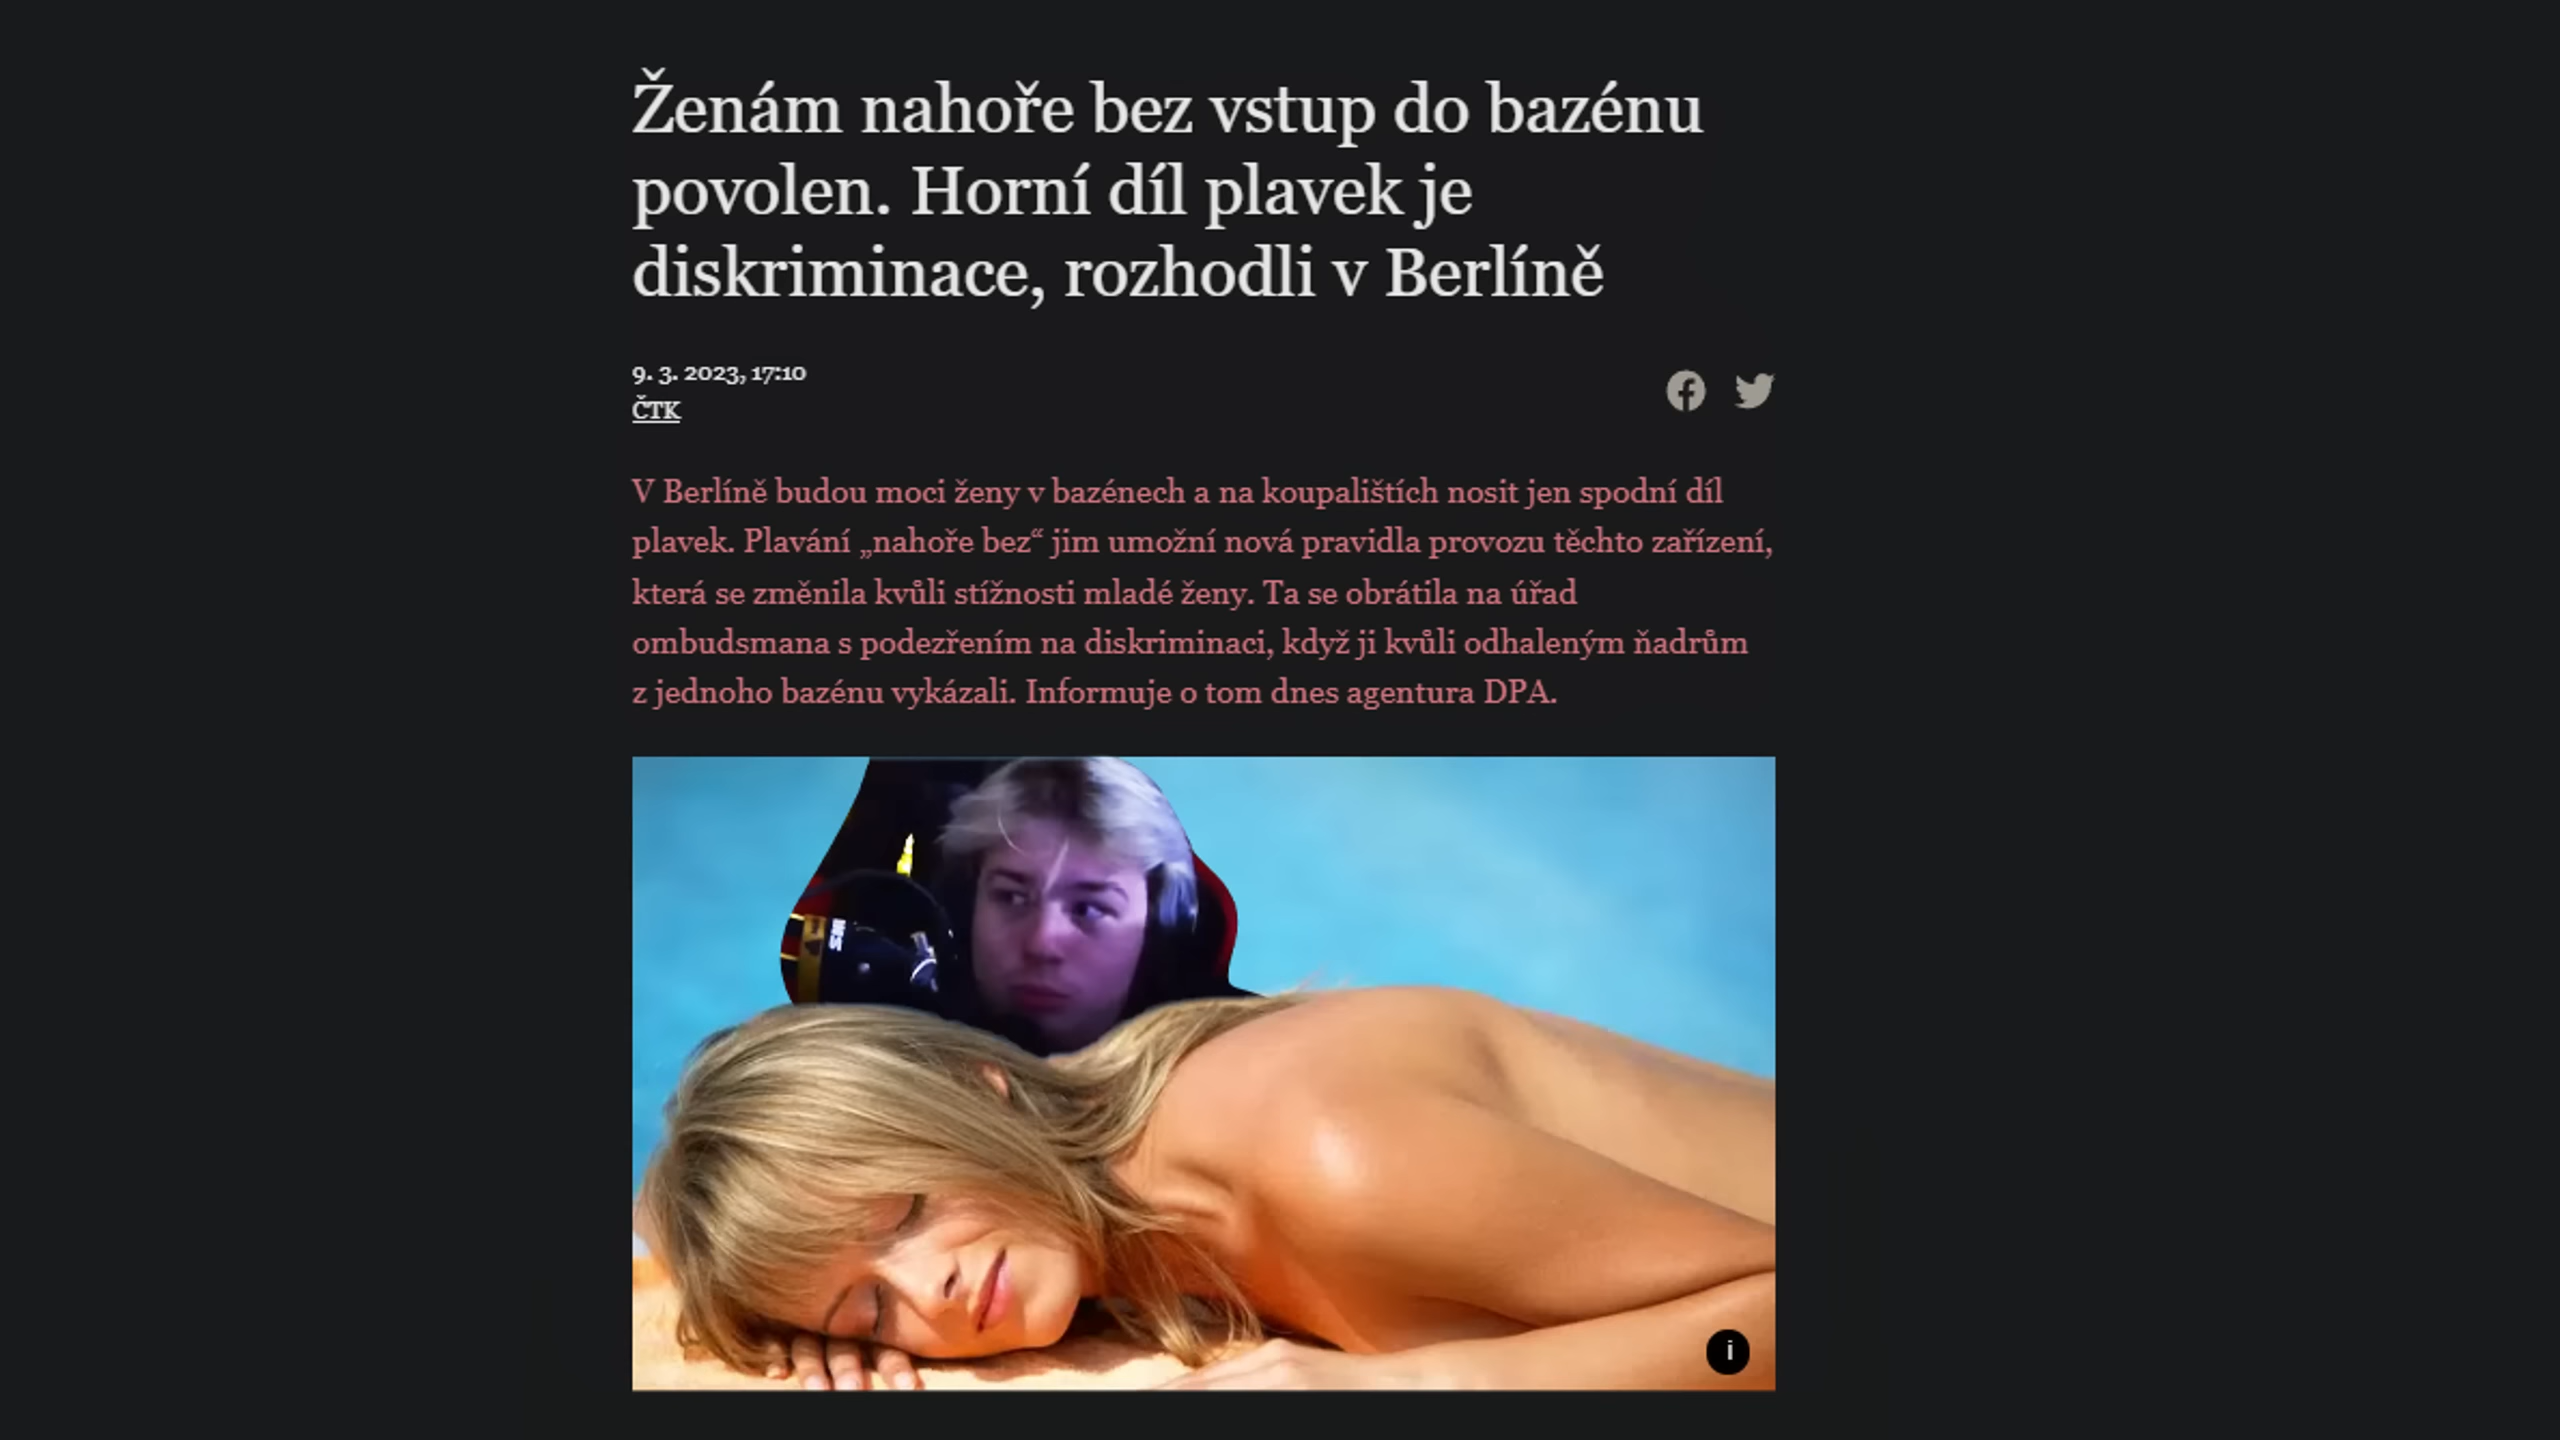 Ženám nahoře bez vstup do bazénu
povolen. Horní díl plavek je
diskriminace, rozhodli v Berlíně
9. 3. 2023, 17:10
ČTK
V Berlíně budou moci ženy v bazénech a na koupalištích nosit jen spodní díl
plavek. Plavání „nahoře bez“ jim umožní nová pravidla provozu těchto zařízení,
která se změnila kvůli stížnosti mladé ženy. Ta se obrátila na úřad
ombudsmana s podezřením na diskriminaci, když ji kvůli odhaleným ňadrům
z jednoho bazénu vykázali. Informuje o tom dnes agentura DPA.
i